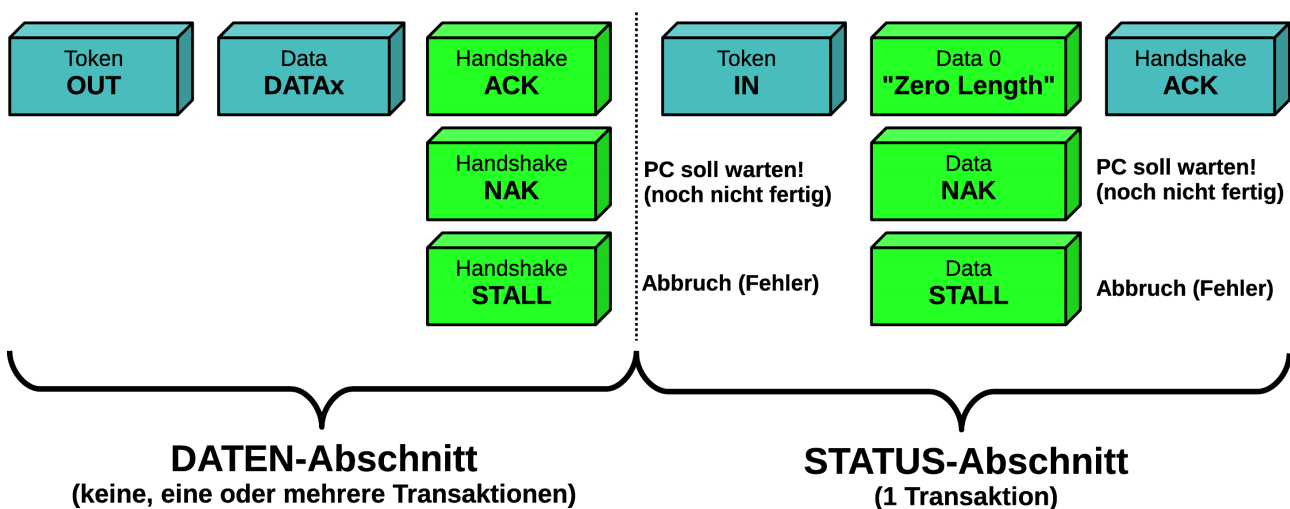 Token
OUT
Data
DATAx
Handshake
ACK
Handshake
NAK
PC soll warten!
(noch nicht fertig)
Handshake
STALL
Abbruch (Fehler)
DATEN-Abschnitt
(keine, eine oder mehrere Transaktionen)
Token
IN
Data 0
"Zero Length"
Handshake
ACK
Data
NAK
PC soll warten!
(noch nicht fertig)
Data
STALL
Abbruch (Fehler)
STATUS-Abschnitt
(1 Transaktion)